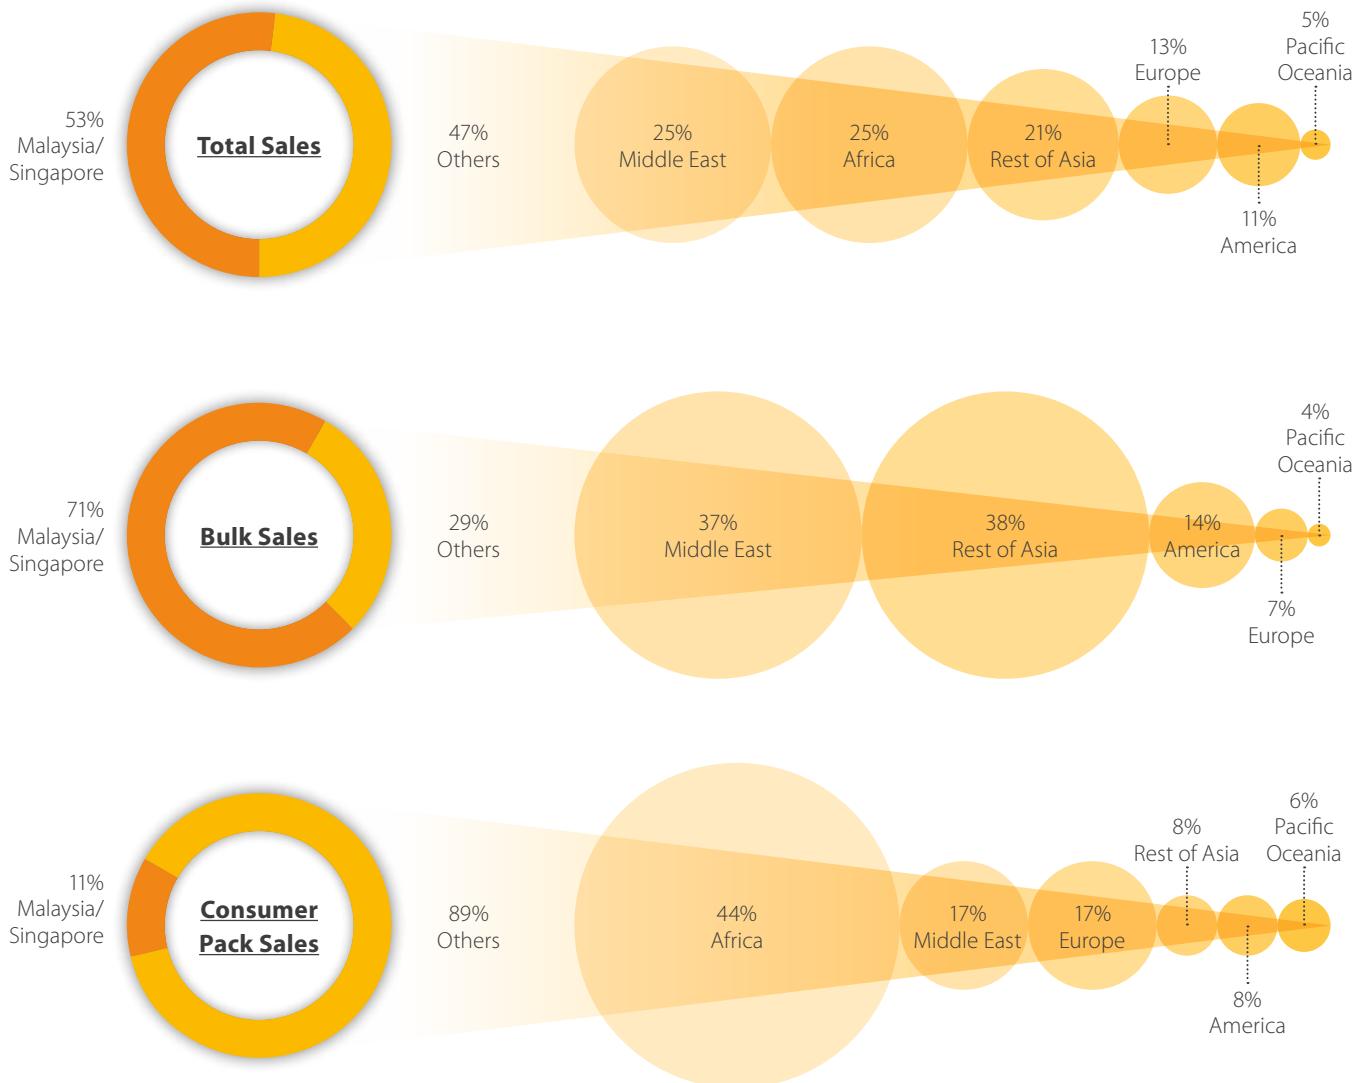 53%
Malaysia/
Singapore
Total Sales
47%
Others
25%
Middle East
25%
Africa
21%
Rest of Asia
13%
Europe
11%
America
5%
Pacific
Oceania
71%
Malaysia/
Singapore
Bulk Sales
29%
Others
37%
Middle East
38%
Rest of Asia
14%
America
7%
Europe
4%
Pacific
Oceania
11%
Malaysia/
Singapore
Consumer
Pack Sales
89%
Others
44%
Africa
17%
Middle East
17%
Europe
8%
Rest of Asia
8%
America
6%
Pacific
Oceania